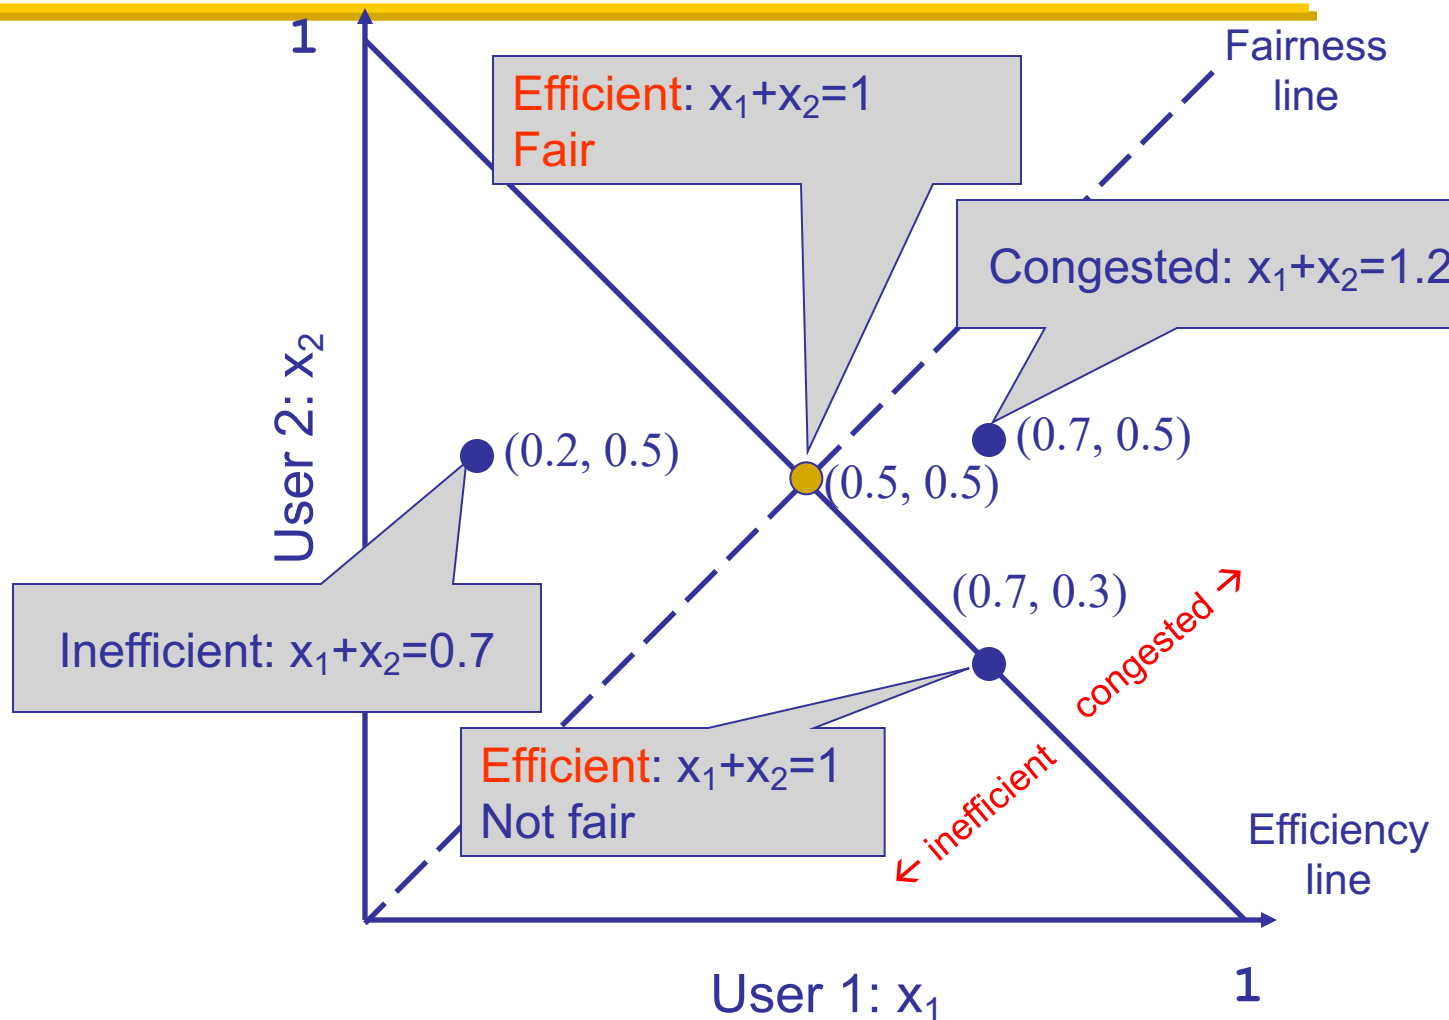 1
Fairness
line
Efficient: x₁+x₂=1
Fair
Congested: x₁+x₂=1.2
User 2: x₂
(0.2, 0.5)
(0.7, 0.5)
(0.5, 0.5)
(0.7, 0.3)
congested →
Inefficient: x₁+x₂=0.7
Efficient: x₁+x₂=1
Not fair
← inefficient
Efficiency
line
User 1: x₁
1